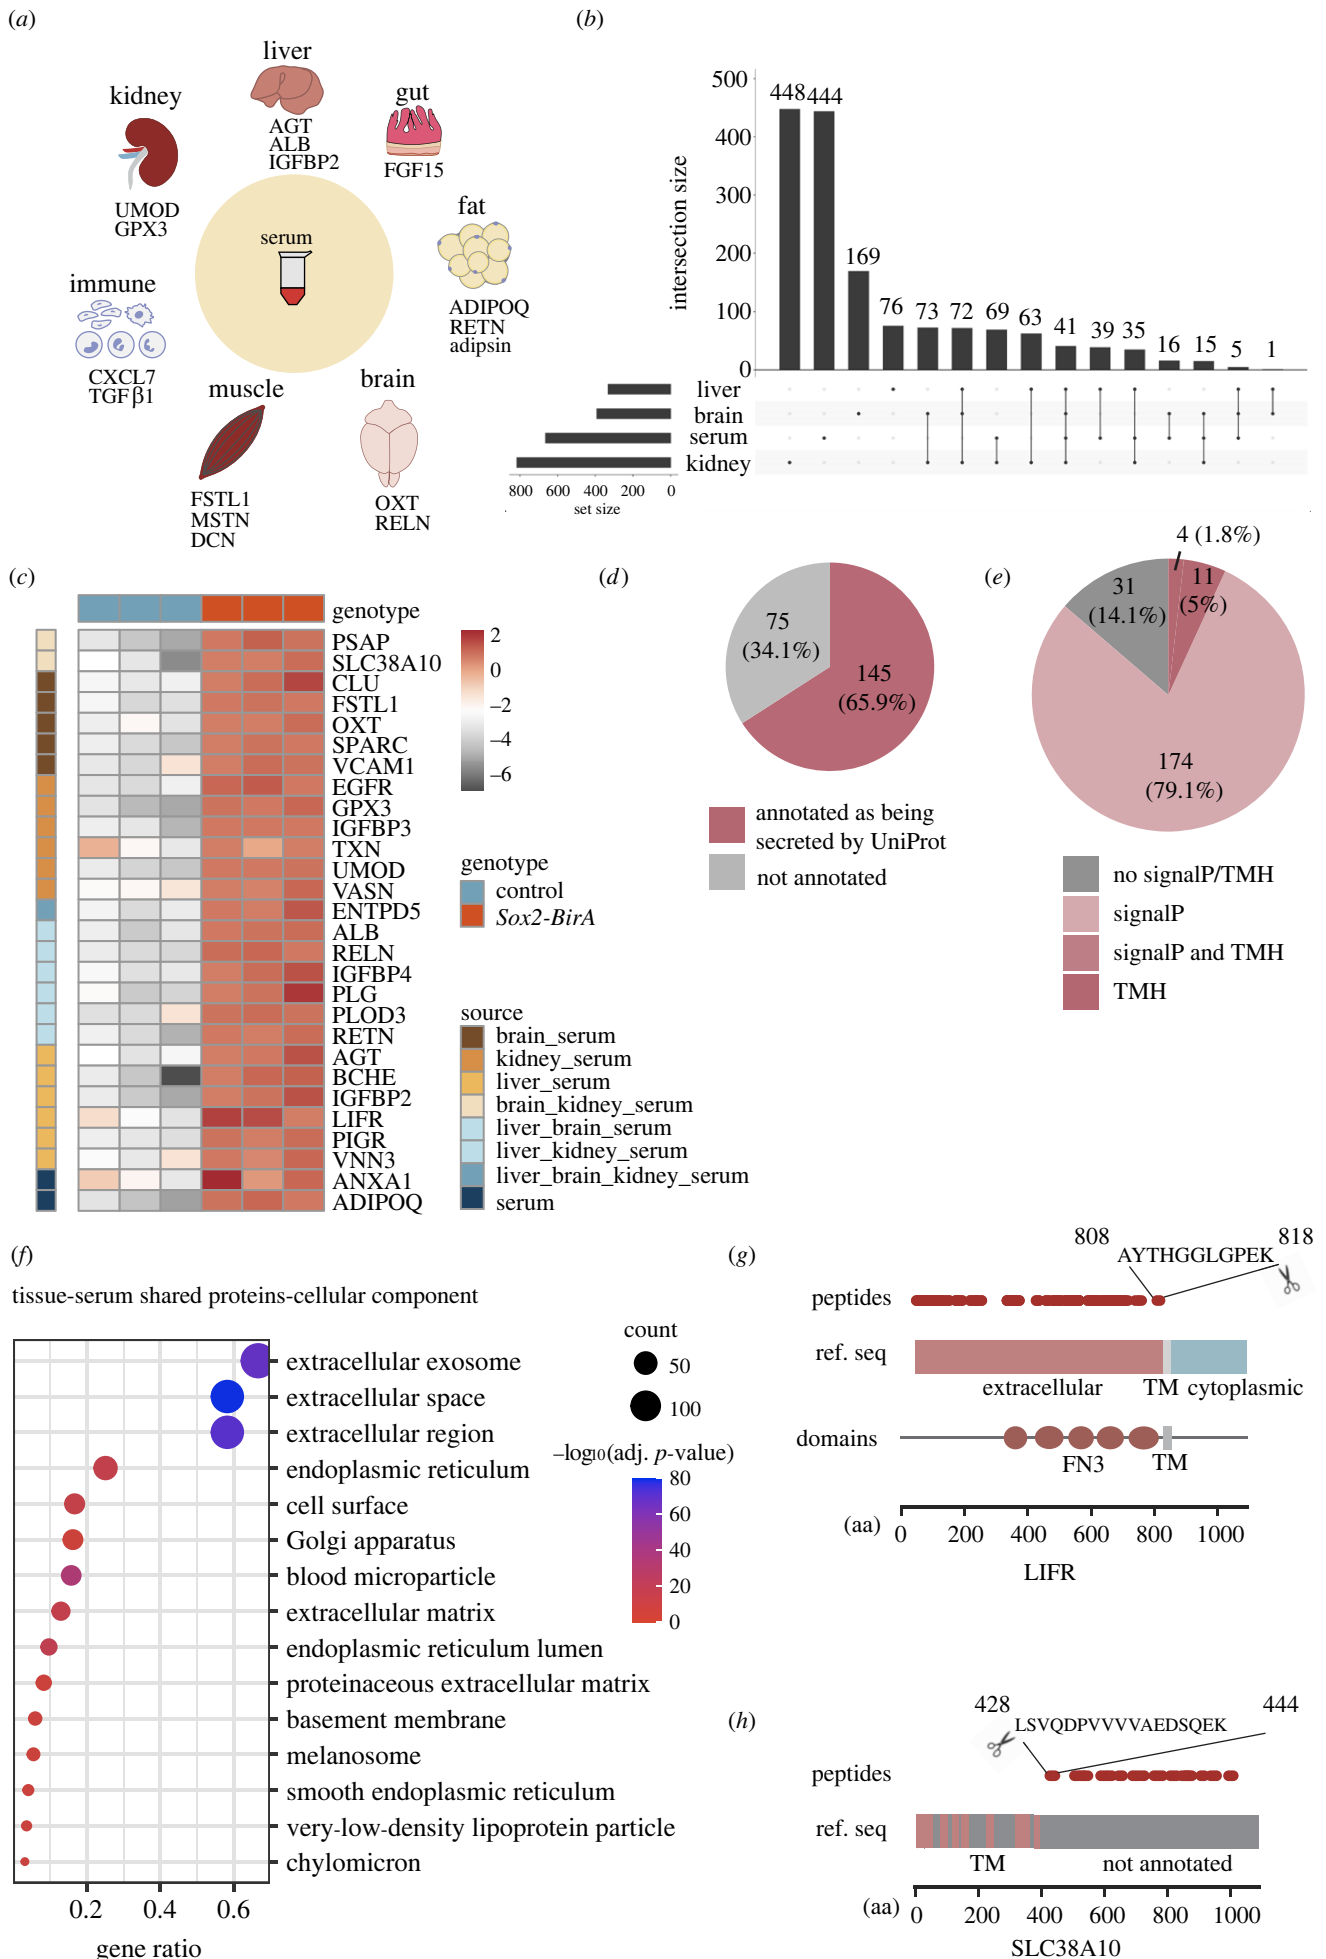 (a)
liver
AGT
ALB
IGFBP2
kidney
UMOD
GPX3
gut
FGF15
serum
fat
ADIPOQ
RETN
adipsin
immune
CXCL7
TGFβ1
muscle
FSTL1
MSTN
DCN
brain
OXT
RELN
(b)
intersection size
500
400
300
200
100
0
448
444
169
76
73
72
69
63
41
39
35
16
15
5
1
liver
brain
serum
kidney
800 600 400 200 0
set size
(c)
genotype
PSAP
SLC38A10
CLU
FSTL1
OXT
SPARC
VCAM1
EGFR
GPX3
IGFBP3
TXN
UMOD
VASN
ENTPD5
ALB
RELN
IGFBP4
PLG
PLOD3
RETN
AGT
BCHE
IGFBP2
LIFR
PIGR
VNN3
ANXA1
ADIPOQ
2
0
–2
–4
–6
genotype
control
Sox2-BirA
source
brain_serum
kidney_serum
liver_serum
brain_kidney_serum
liver_brain_serum
liver_kidney_serum
liver_brain_kidney_serum
serum
(d)
75
(34.1%)
145
(65.9%)
annotated as being
secreted by UniProt
not annotated
(e)
4 (1.8%)
11
(5%)
31
(14.1%)
174
(79.1%)
no signalP/TMH
signalP
signalP and TMH
TMH
(f)
tissue-serum shared proteins-cellular component
extracellular exosome
extracellular space
extracellular region
endoplasmic reticulum
cell surface
Golgi apparatus
blood microparticle
extracellular matrix
endoplasmic reticulum lumen
proteinaceous extracellular matrix
basement membrane
melanosome
smooth endoplasmic reticulum
very-low-density lipoprotein particle
chylomicron
0.2 0.4 0.6
gene ratio
count
50
100
–log10(adj. p-value)
80
60
40
20
0
(g)
808 818
AYTHGGLGPEK
peptides
ref. seq
extracellular TM cytoplasmic
domains
FN3 TM
(aa) 0 200 400 600 800 1000
LIFR
(h)
428 444
LSVQDPVVVVAEDSQEK
peptides
ref. seq
TM not annotated
(aa) 0 200 400 600 800 1000
SLC38A10